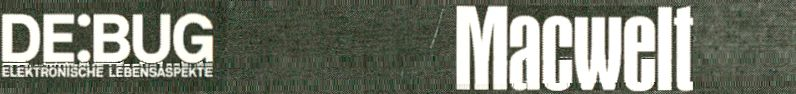 DE:BUG
ELEKTRONISCHE LEBENSASPEKTE
Macwelt